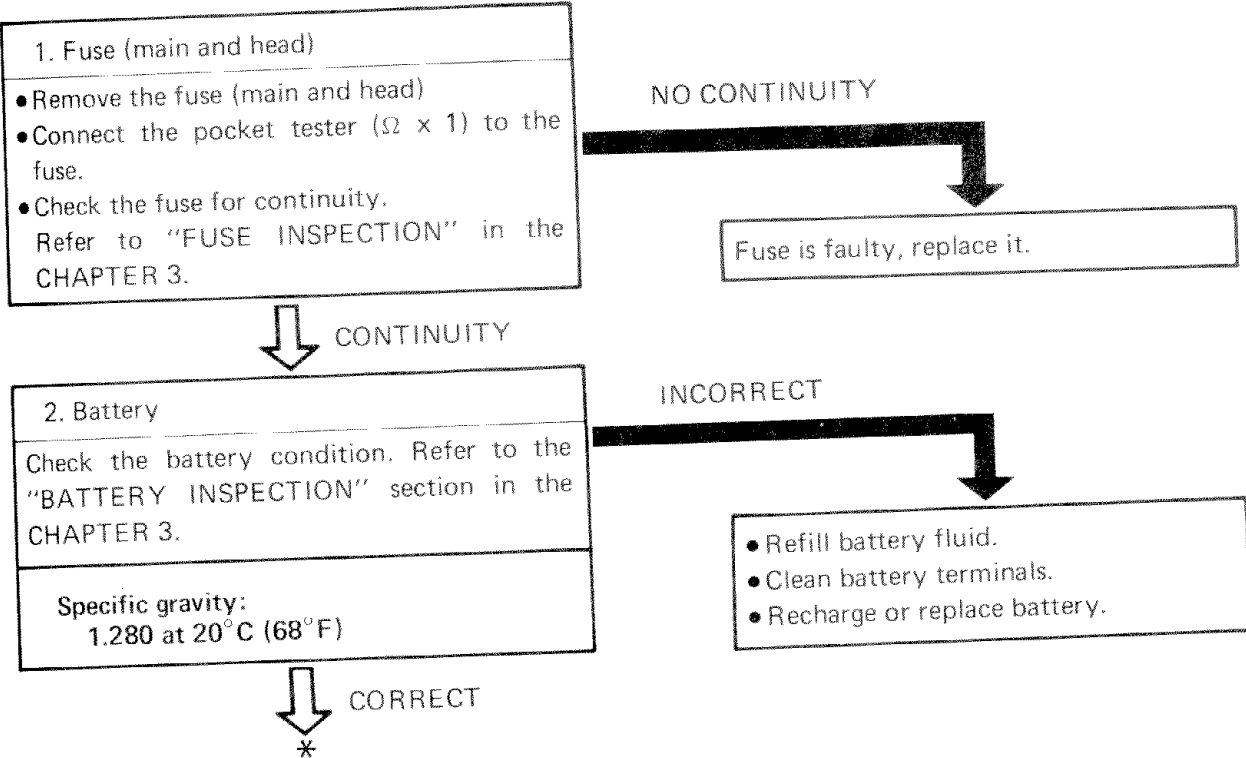 1. Fuse (main and head)
• Remove the fuse (main and head)
• Connect the pocket tester (Ω x 1) to the
fuse.
• Check the fuse for continuity.
Refer to "FUSE INSPECTION" in the
CHAPTER 3.
NO CONTINUITY
Fuse is faulty, replace it.
CONTINUITY
2. Battery
Check the battery condition. Refer to the
"BATTERY INSPECTION" section in the
CHAPTER 3.
Specific gravity:
1.280 at 20°C (68°F)
INCORRECT
• Refill battery fluid.
• Clean battery terminals.
• Recharge or replace battery.
CORRECT
*